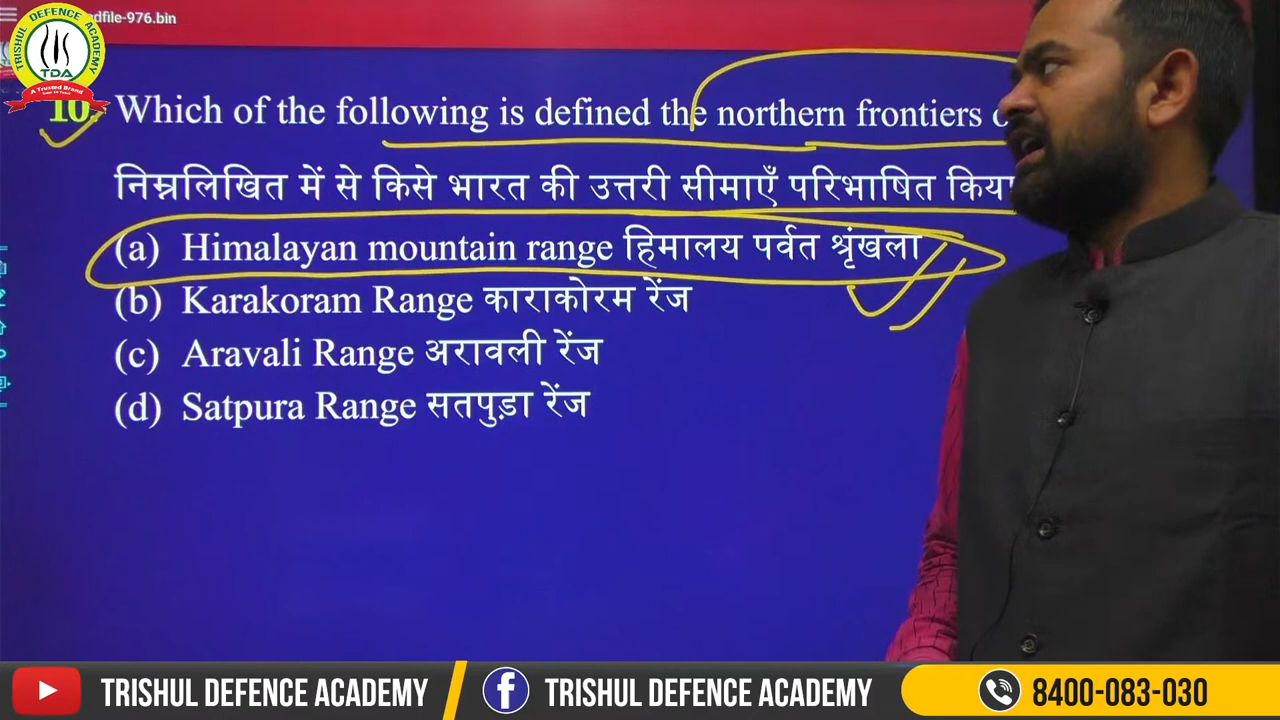 dfile-976.bin
TRISHUL DEFENCE ACADEMY
TDA
A Trusted Brand
10. Which of the following is defined the northern frontiers
निम्नलिखित में से किसे भारत की उत्तरी सीमाएँ परिभाषित किया
(a) Himalayan mountain range हिमालय पर्वत श्रृंखला
(b) Karakoram Range काराकोरम रेंज
(c) Aravali Range अरावली रेंज
(d) Satpura Range सतपुड़ा रेंज
TRISHUL DEFENCE ACADEMY TRISHUL DEFENCE ACADEMY 8400-083-030